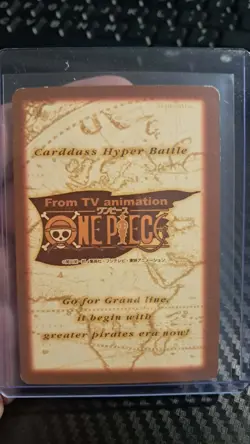 Carddass Hyper Battle
From TV animation
ワンピース
ONE PIECE
Go for Grand line,
it begin with
greater pirates era now!